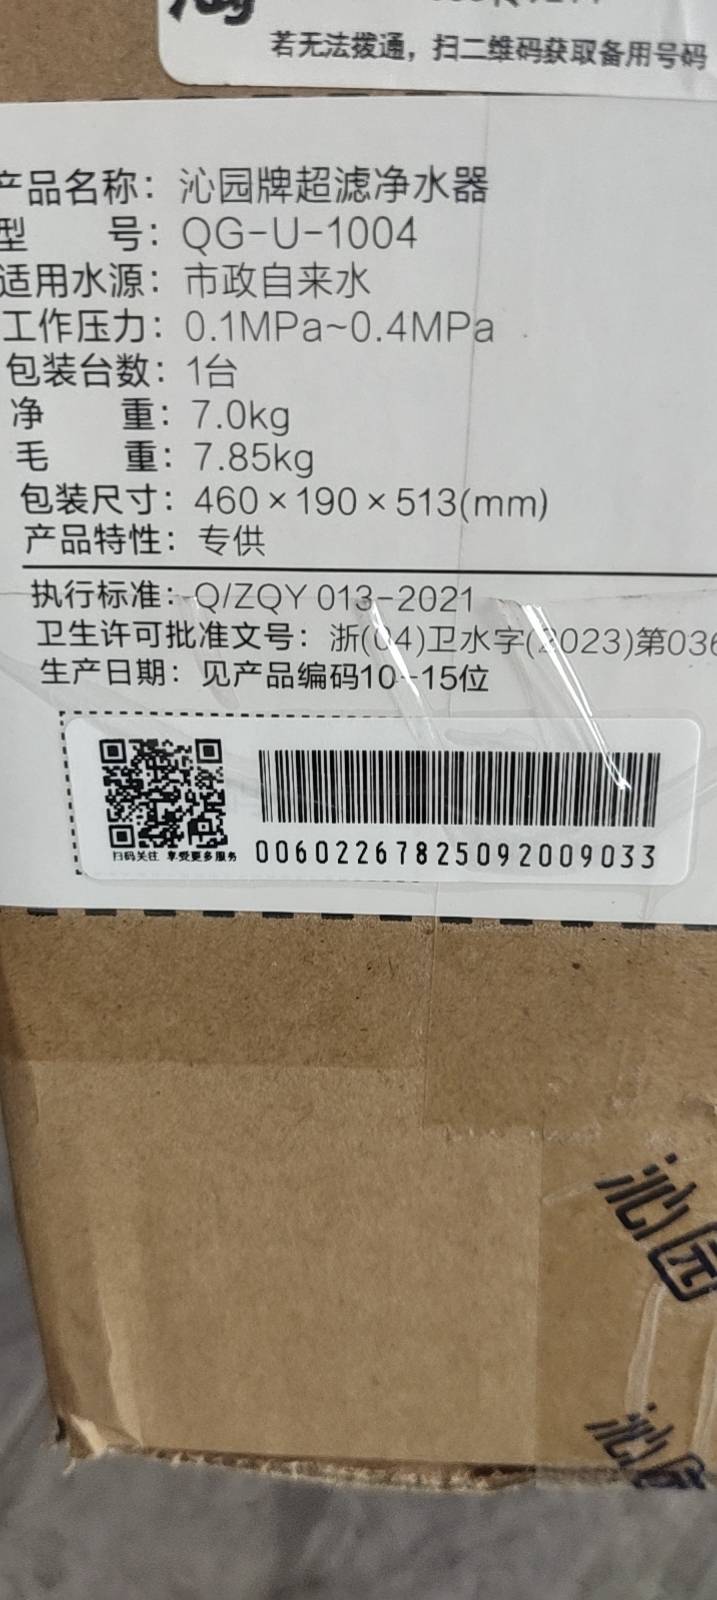 若无法拨通，扫二维码获取备用号码
产品名称：沁园牌超滤净水器
型号：QG-U-1004
适用水源：市政自来水
工作压力：0.1MPa~0.4MPa
包装台数：1台
净重：7.0kg
毛重：7.85kg
包装尺寸：460×190×513(mm)
产品特性：专供
执行标准：Q/ZQY 013-2021
卫生许可批准文号：浙(04)卫水字(2023)第036
生产日期：见产品编码10-15位
扫码关注 享受更多服务
00602267825092009033
沁园
沁园